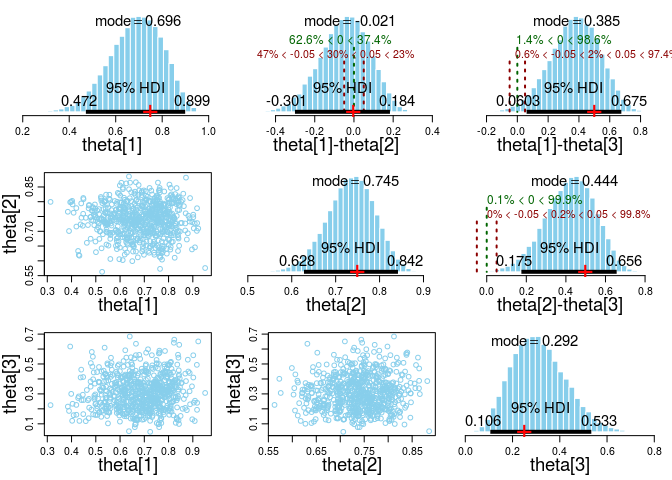 mode = 0.696
95% HDI
0.472 0.899
0.2 0.4 0.6 0.8 1.0
theta[1]
mode = -0.021
62.6% < 0 < 37.4%
47% < -0.05 < 30% < 0.05 < 23%
95% HDI
-0.301 0.184
-0.4 -0.2 0.0 0.2 0.4
theta[1]-theta[2]
mode = 0.385
1.4% < 0 < 98.6%
0.6% < -0.05 < 2% < 0.05 < 97.4%
95% HDI
0.675
-0.2 0.0 0.2 0.4 0.6 0.8
theta[1]-theta[3]
theta[2]
0.55 0.70 0.85
0.3 0.4 0.5 0.6 0.7 0.8 0.9
theta[1]
mode = 0.745
95% HDI
0.628 0.842
0.5 0.6 0.7 0.8 0.9
theta[2]
mode = 0.444
0.1% < 0 < 99.9%
0% < -0.05 < 0.2% < 0.05 < 99.8%
95% HDI
0.175 0.656
0.0 0.2 0.4 0.6 0.8
theta[2]-theta[3]
theta[3]
0.1 0.3 0.5 0.7
0.3 0.4 0.5 0.6 0.7 0.8 0.9
theta[1]
theta[3]
0.1 0.3 0.5 0.7
0.55 0.65 0.75 0.85
theta[2]
mode = 0.292
95% HDI
0.106 0.533
0.0 0.2 0.4 0.6 0.8
theta[3]